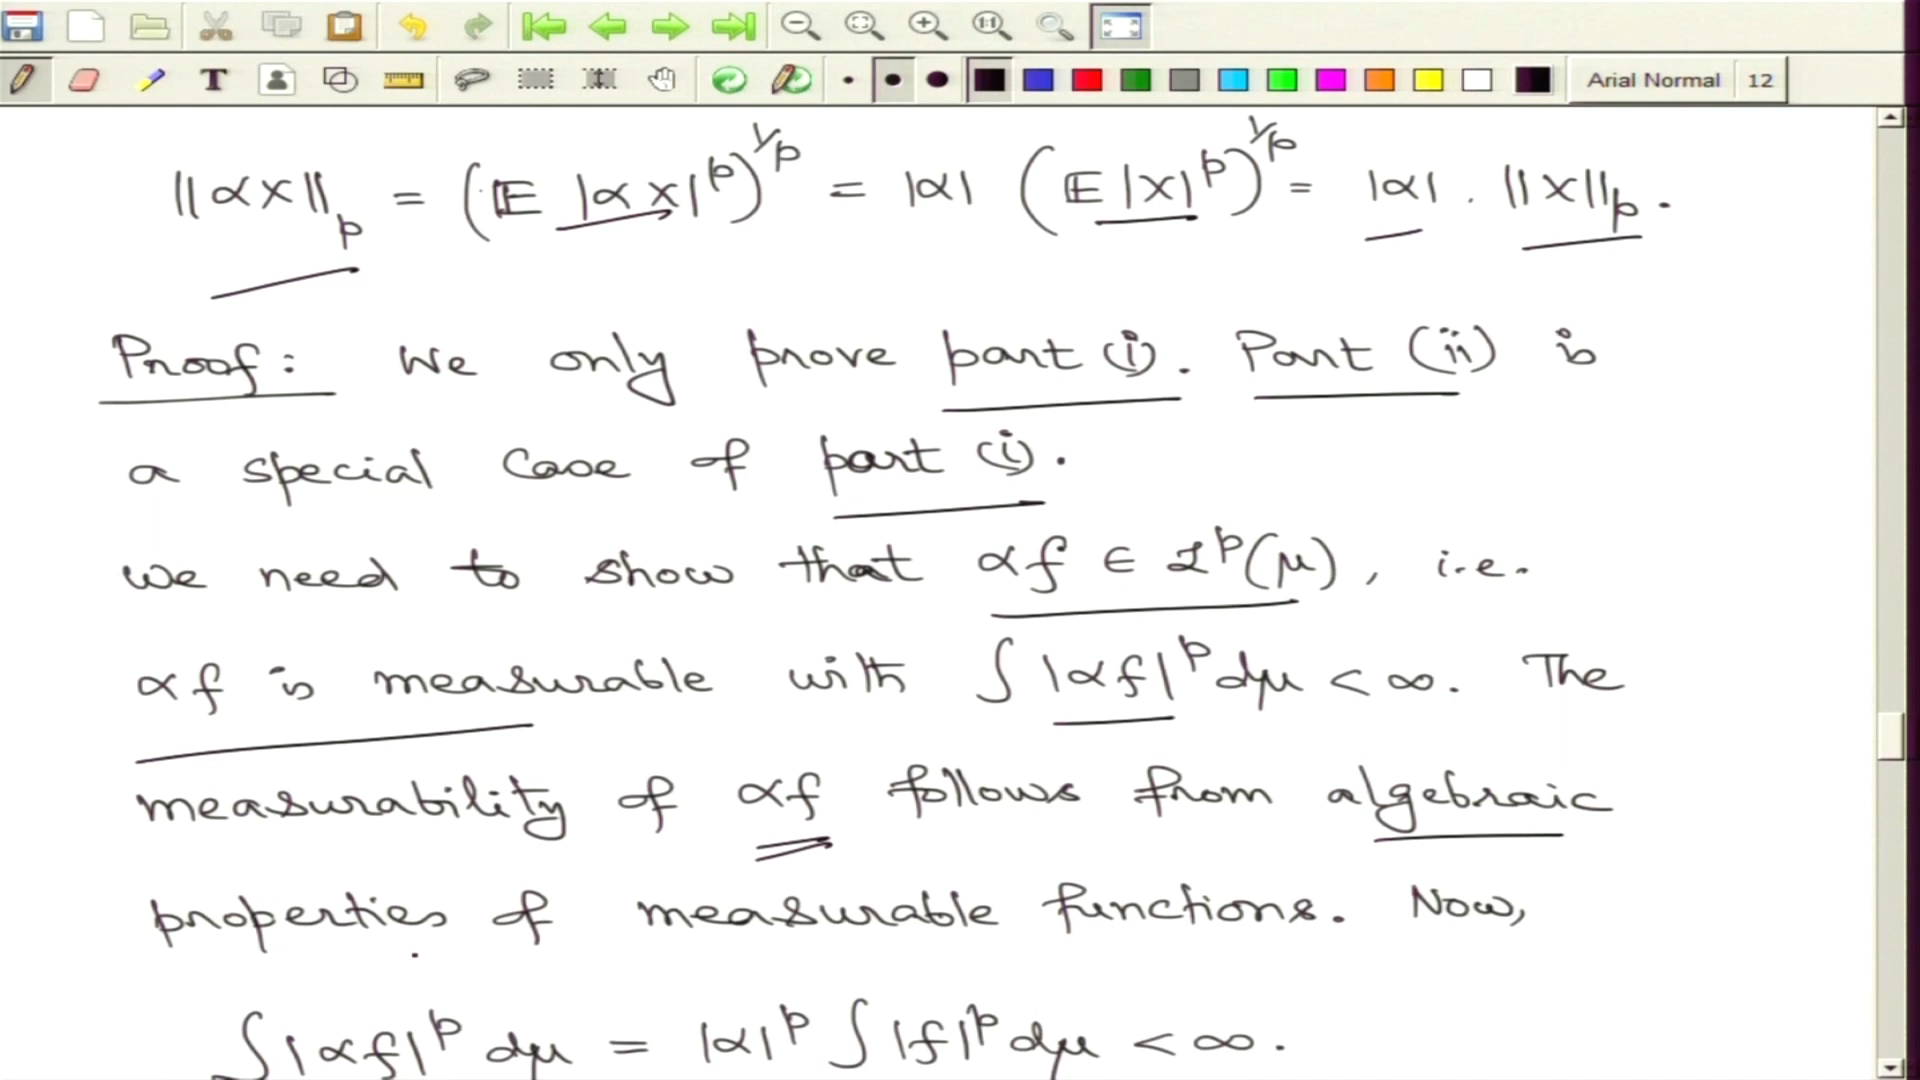 T 1:1 Arial Normal 12
‖αX‖_p = (𝔼 |αX|^p)^{1/p} = |α| (𝔼 |X|^p)^{1/p} = |α| . ‖X‖_p .
Proof: We only prove part (i). Part (ii) is
a special case of part (i).
We need to show that αf ∈ ℒ^p(μ), i.e.
αf is measurable with ∫ |αf|^p dμ < ∞. The
measurability of αf follows from algebraic
properties of measurable functions. Now,
∫ |αf|^p dμ = |α|^p ∫ |f|^p dμ < ∞.